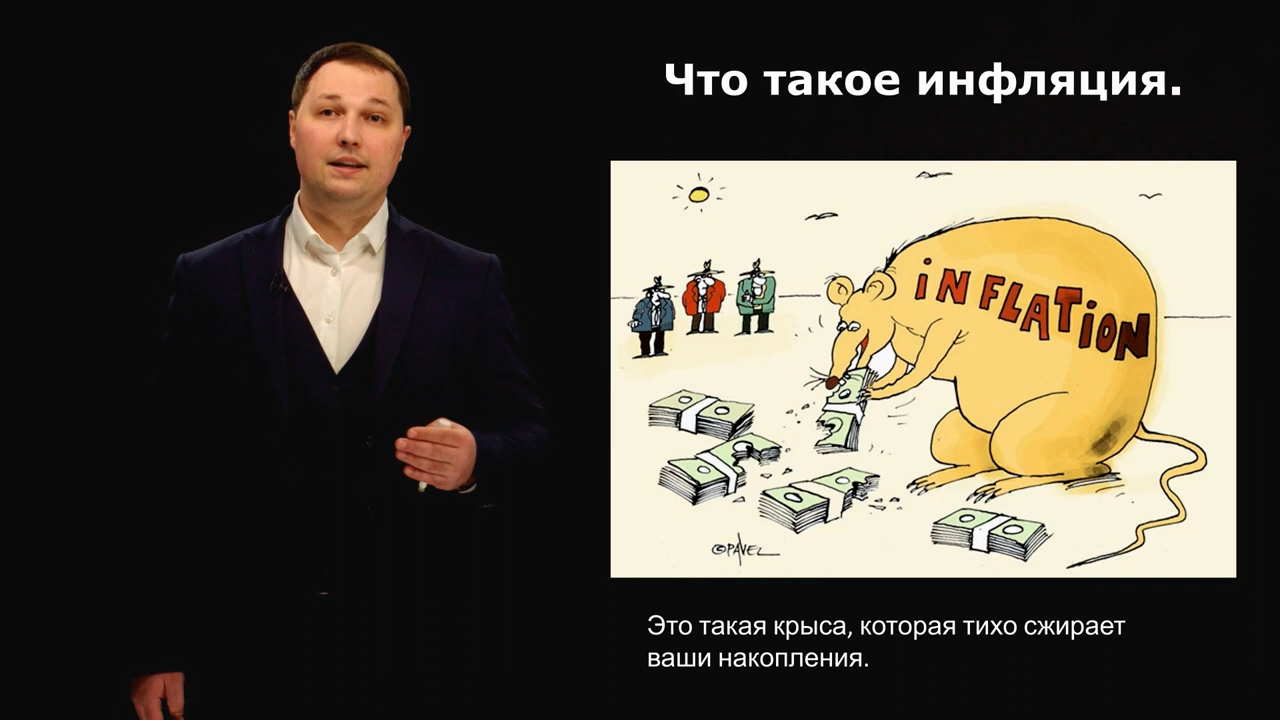 Что такое инфляция.
iNFLATiON
©PAVEL
Это такая крыса, которая тихо сжирает
ваши накопления.